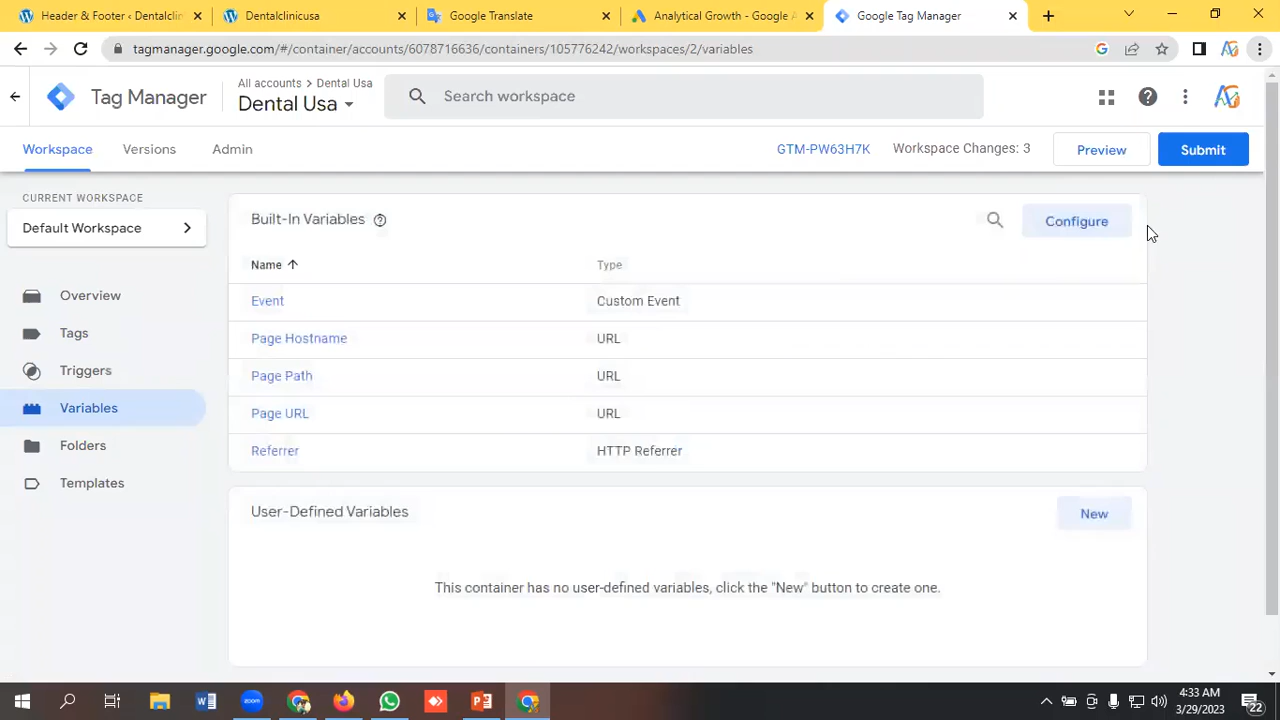 Header & Footer ‹ Dentalclin
Dentalclinicusa
Google Translate
Analytical Growth - Google A
Google Tag Manager
tagmanager.google.com/#/container/accounts/6078716636/containers/105776242/workspaces/2/variables
Tag Manager
All accounts > Dental Usa
Dental Usa
Search workspace
Workspace
Versions
Admin
GTM-PW63H7K
Workspace Changes: 3
Preview
Submit
CURRENT WORKSPACE
Default Workspace
Overview
Tags
Triggers
Variables
Folders
Templates
Built-In Variables
Configure
Name
Type
Event
Custom Event
Page Hostname
URL
Page Path
URL
Page URL
URL
Referrer
HTTP Referrer
User-Defined Variables
New
This container has no user-defined variables, click the "New" button to create one.
4:33 AM
3/29/2023
22